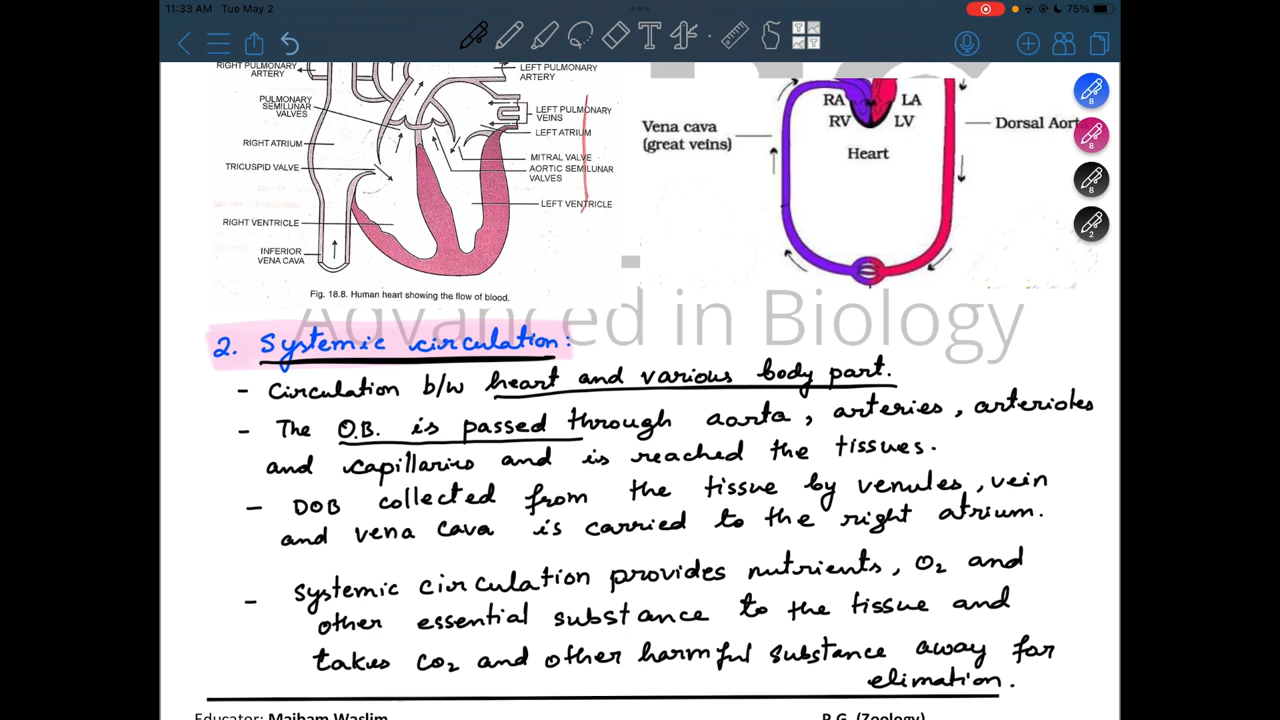 11:33 AM Tue May 2
75%
RIGHT PULMONARY
ARTERY
PULMONARY
SEMILUNAR
VALVES
RIGHT ATRIUM
TRICUSPID VALVE
RIGHT VENTRICLE
INFERIOR
VENA CAVA
LEFT PULMONARY
ARTERY
LEFT PULMONARY
VEINS
LEFT ATRIUM
MITRAL VALVE
AORTIC SEMILUNAR
VALVES
LEFT VENTRICLE
Fig. 18.8. Human heart showing the flow of blood.
RA LA
RV LV
Heart
Vena cava
(great veins)
Dorsal Aort
8
8
8
2
Advanced in Biology
2. Systemic circulation:
- Circulation b/w heart and various body part.
- The O.B. is passed through aorta, arteries, arterioles
and capillaries and is reached the tissues.
- DOB collected from the tissue by venules, vein
and vena cava is carried to the right atrium.
- Systemic circulation provides nutrients, O2 and
other essential substance to the tissue and
takes CO2 and other harmful substance away for
elimation.
Educator: Maiham Waslim
P.G. (Zoology)